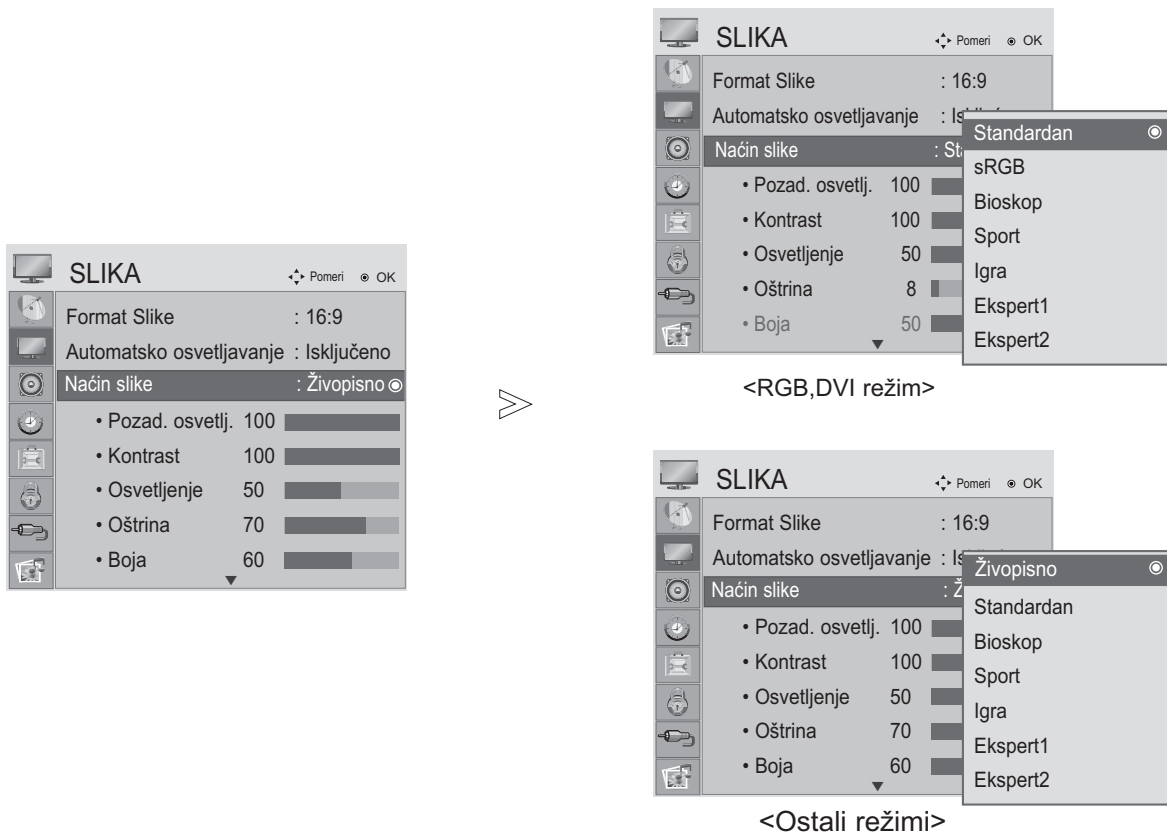 SLIKA Pomeri OK
Format Slike : 16:9
Automatsko osvetljavanje : Isključeno
Naćin slike : Živopisno
• Pozad. osvetlj. 100
• Kontrast 100
• Osvetljenje 50
• Oštrina 70
• Boja 60
SLIKA Pomeri OK
Format Slike : 16:9
Automatsko osvetljavanje :
Naćin slike :
• Pozad. osvetlj. 100
• Kontrast 100
• Osvetljenje 50
• Oštrina 8
• Boja 50
Standardan
sRGB
Bioskop
Sport
Igra
Ekspert1
Ekspert2
<RGB,DVI režim>
SLIKA Pomeri OK
Format Slike : 16:9
Automatsko osvetljavanje :
Naćin slike :
• Pozad. osvetlj. 100
• Kontrast 100
• Osvetljenje 50
• Oštrina 70
• Boja 60
Živopisno
Standardan
Bioskop
Sport
Igra
Ekspert1
Ekspert2
<Ostali režimi>